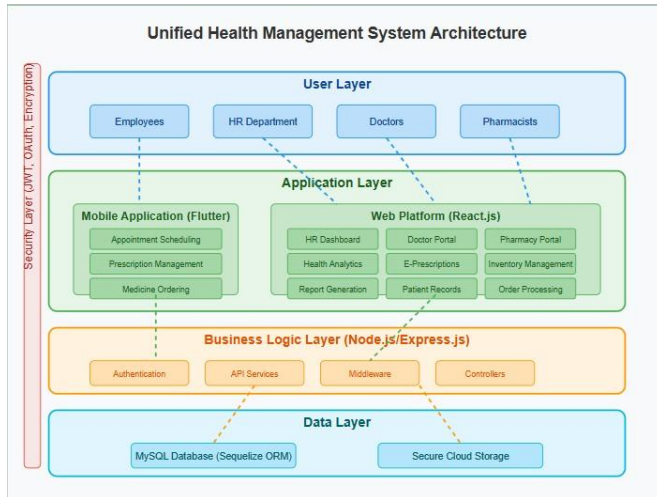 Unified Health Management System Architecture
Security Layer (JWT, OAuth, Encryption)
User Layer
Employees
HR Department
Doctors
Pharmacists
Application Layer
Mobile Application (Flutter)
Appointment Scheduling
Prescription Management
Medicine Ordering
Web Platform (React.js)
HR Dashboard
Doctor Portal
Pharmacy Portal
Health Analytics
E-Prescriptions
Inventory Management
Report Generation
Patient Records
Order Processing
Business Logic Layer (Node.js/Express.js)
Authentication
API Services
Middleware
Controllers
Data Layer
MySQL Database (Sequelize ORM)
Secure Cloud Storage